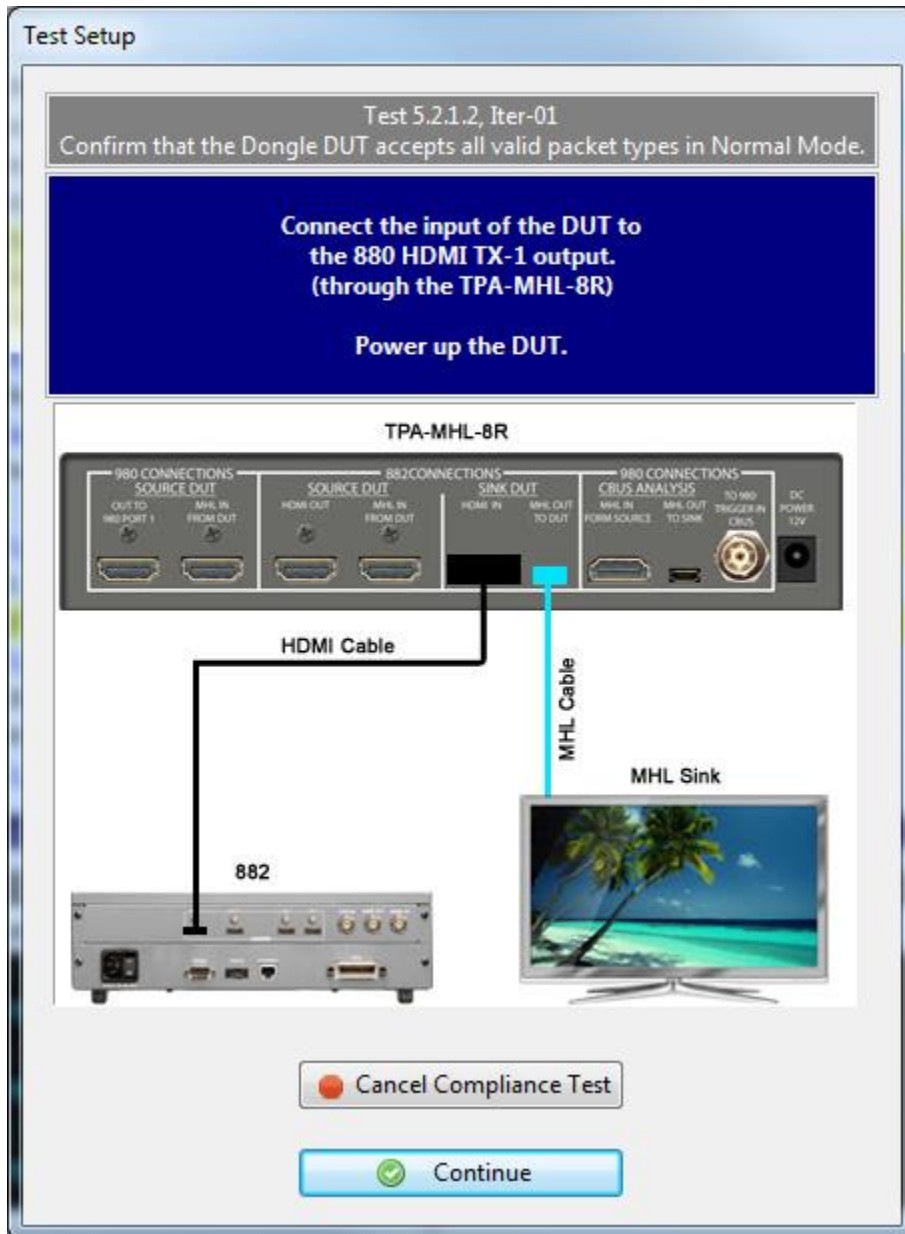 Test Setup
Test 5.2.1.2, Iter-01
Confirm that the Dongle DUT accepts all valid packet types in Normal Mode.
Connect the input of the DUT to
the 880 HDMI TX-1 output.
(through the TPA-MHL-8R)
Power up the DUT.
TPA-MHL-8R
980 CONNECTIONS
SOURCE DUT
OUT TO
980 PORT 1
MHL IN
FROM DUT
882CONNECTIONS
SOURCE DUT
HDMI OUT
MHL IN
FROM DUT
SINK DUT
HDMI IN
MHL OUT
TO DUT
980 CONNECTIONS
CBUS ANALYSIS
MHL IN
FORM SOURCE
MHL OUT
TO SINK
TO 980
TRIGGER IN
CBUS
DC
POWER
12V
HDMI Cable
MHL Cable
MHL Sink
882
Cancel Compliance Test
Continue